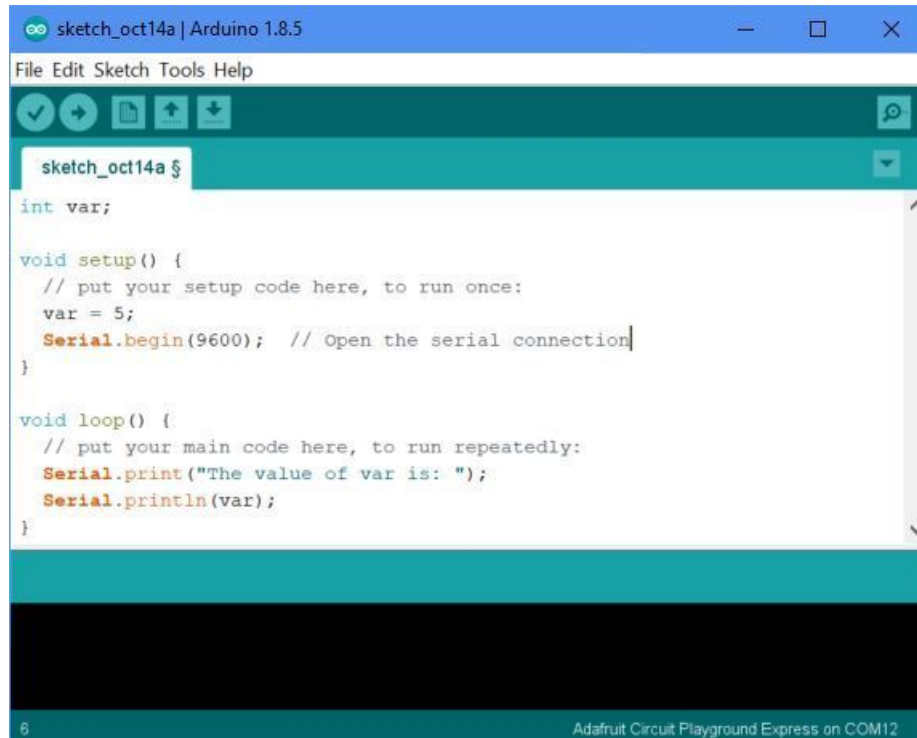 sketch_oct14a | Arduino 1.8.5
File Edit Sketch Tools Help
sketch_oct14a §
int var;
void setup() {
// put your setup code here, to run once:
var = 5;
Serial.begin(9600);  // Open the serial connection
}
void loop() {
// put your main code here, to run repeatedly:
Serial.print("The value of var is: ");
Serial.println(var);
}
6 Adafruit Circuit Playground Express on COM12